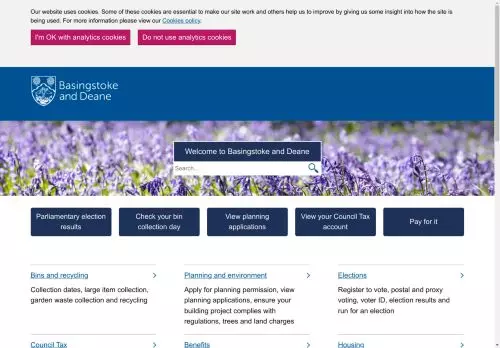 Our website uses cookies. Some of these cookies are essential to make our site work and others help us to improve by giving us some insight into how the site is
being used. For more information please view our Cookies policy.
I'm OK with analytics cookies
Do not use analytics cookies
Basingstoke
and Deane
Welcome to Basingstoke and Deane
Search...
Parliamentary election
results
Check your bin
collection day
View planning
applications
View your Council Tax
account
Pay for it
Bins and recycling
Collection dates, large item collection,
garden waste collection and recycling
Planning and environment
Apply for planning permission, view
planning applications, ensure your
building project complies with
regulations, trees and land charges
Elections
Register to vote, postal and proxy
voting, voter ID, election results and
run for an election
Council Tax
Benefits
Housing